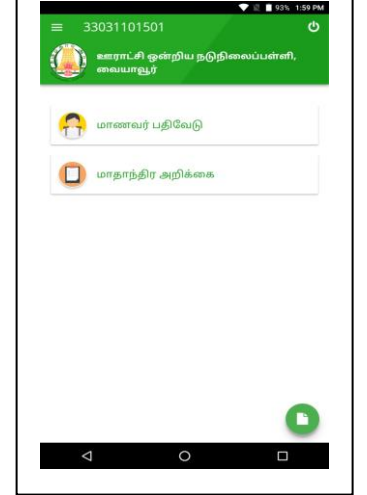 93% 1:59 PM
33031101501
ஊராட்சி ஒன்றிய நடுநிலைப்பள்ளி,
வையாவூர்
மாணவர் பதிவேடு
மாதாந்திர அறிக்கை